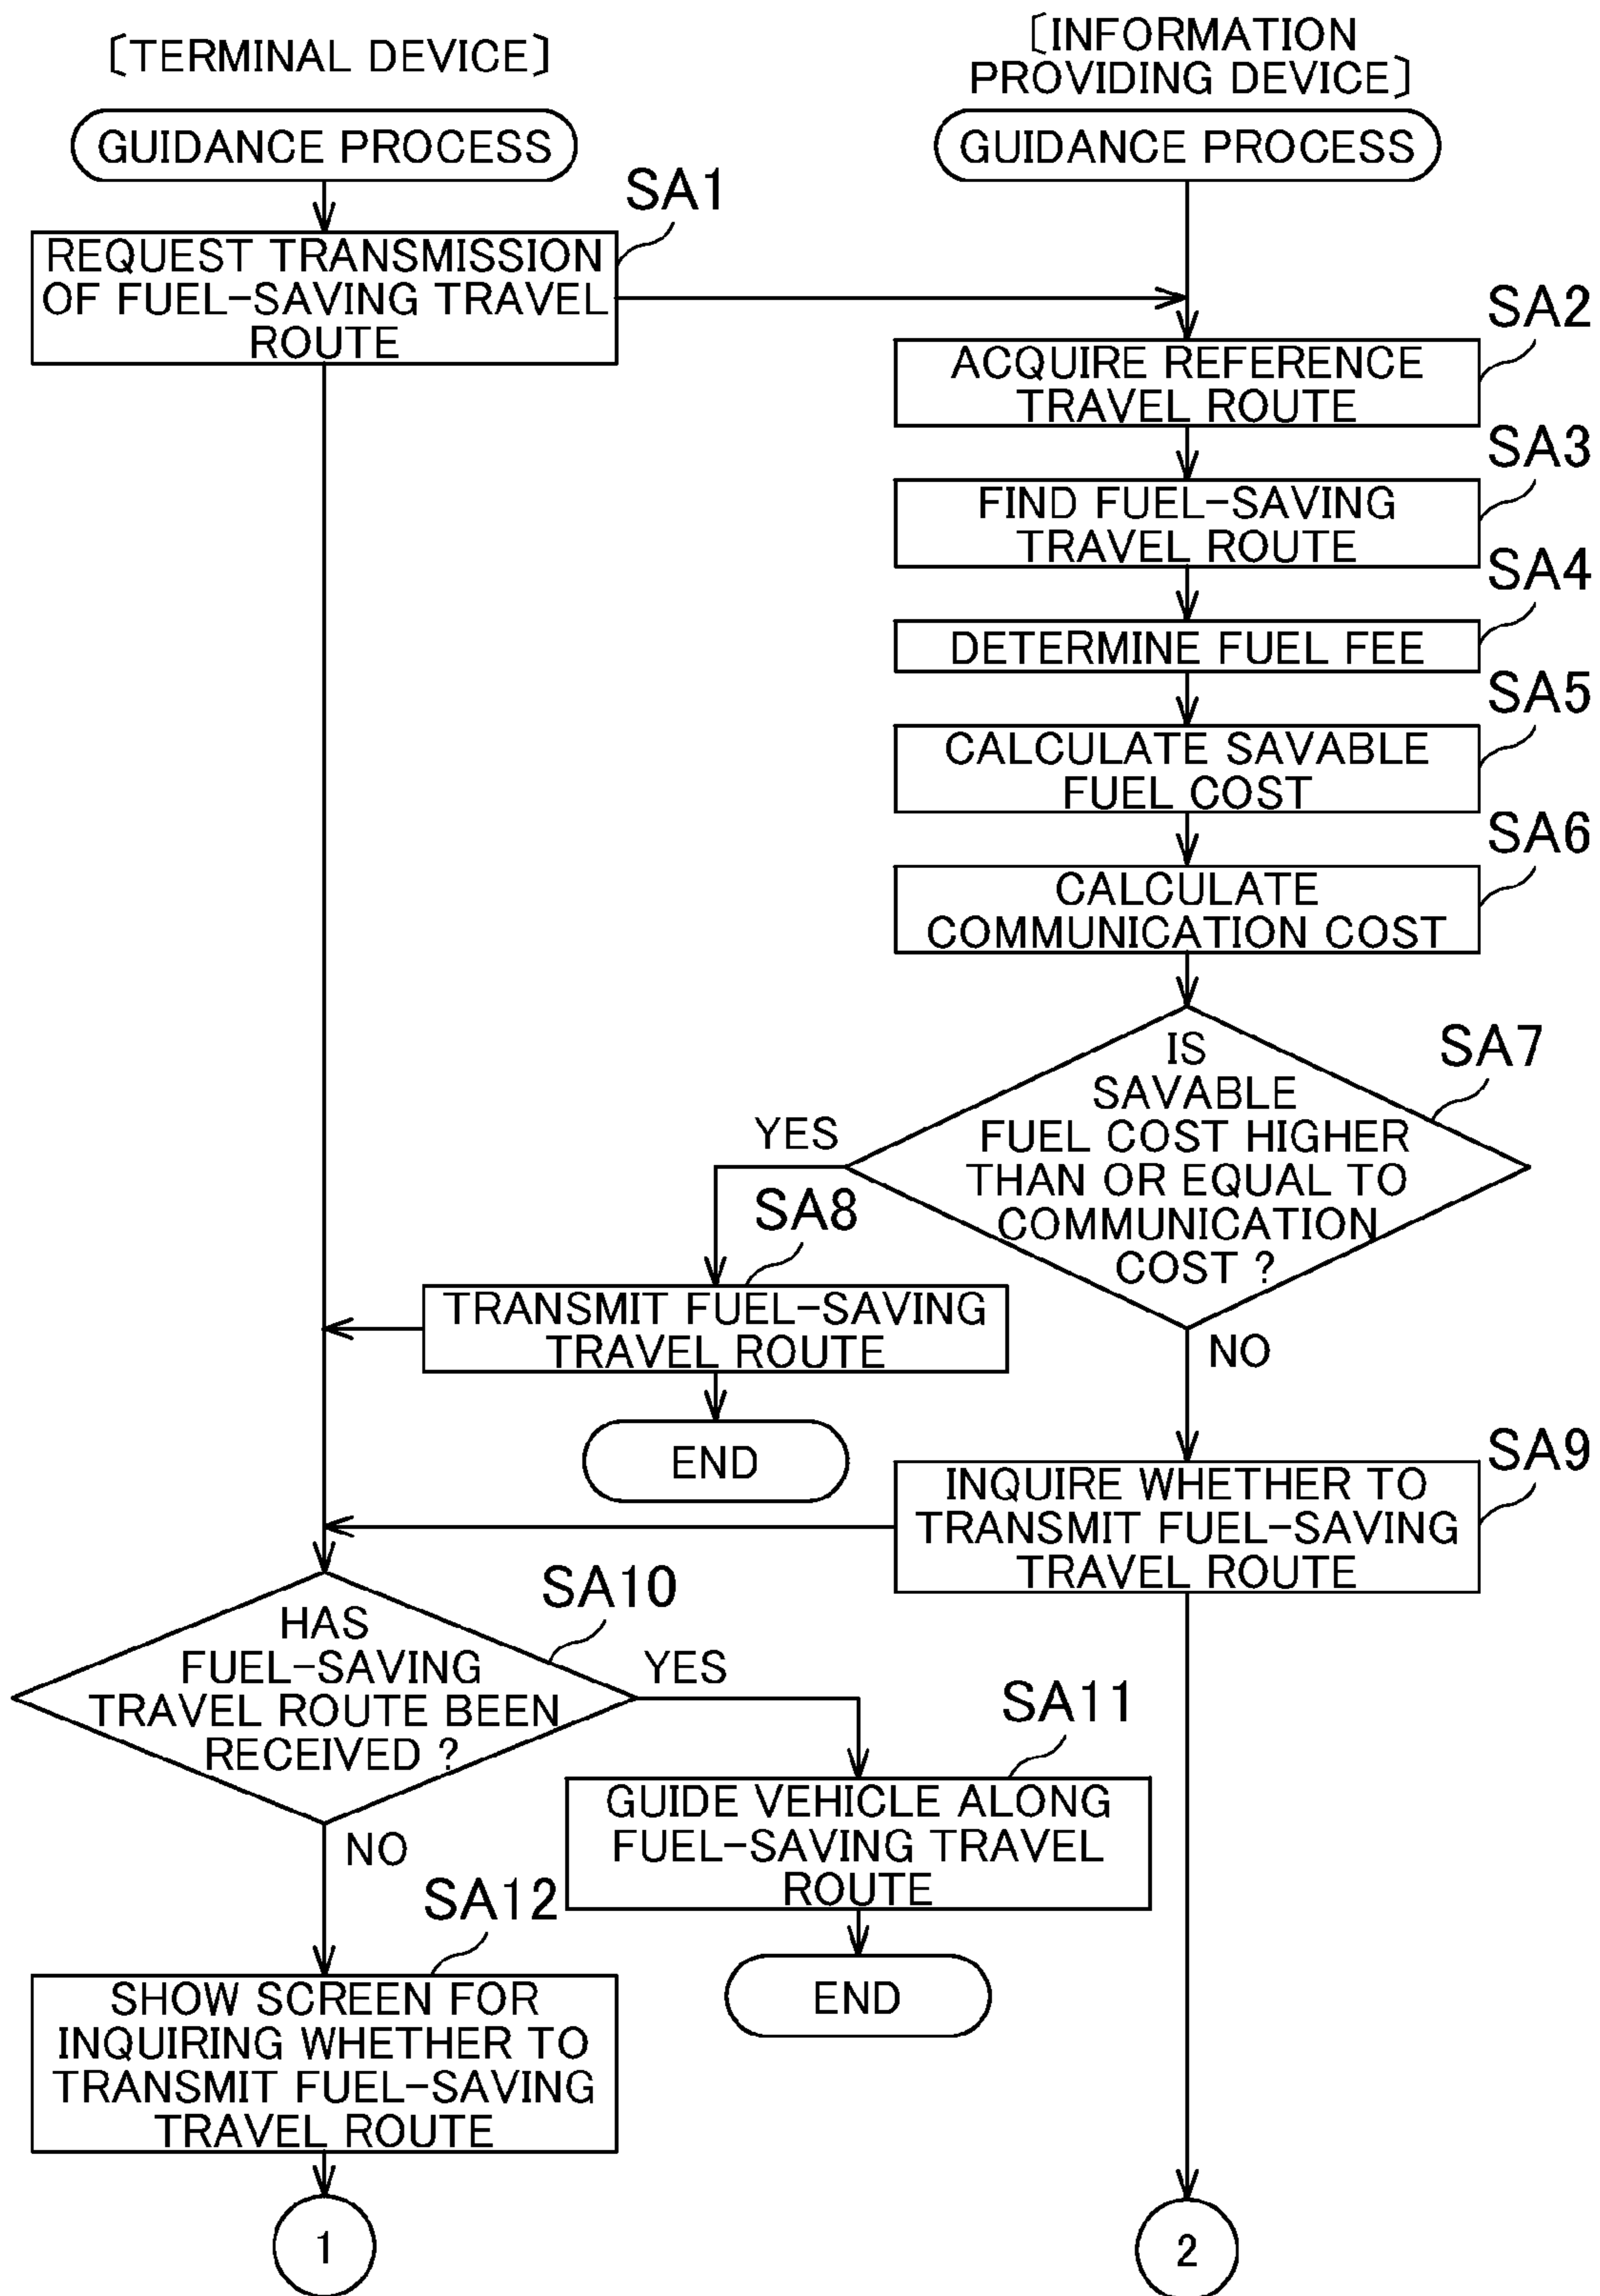 〔TERMINAL DEVICE〕
〔INFORMATION
PROVIDING DEVICE〕
GUIDANCE PROCESS
GUIDANCE PROCESS
SA1
REQUEST TRANSMISSION
OF FUEL-SAVING TRAVEL
ROUTE
SA2
ACQUIRE REFERENCE
TRAVEL ROUTE
SA3
FIND FUEL-SAVING
TRAVEL ROUTE
SA4
DETERMINE FUEL FEE
SA5
CALCULATE SAVABLE
FUEL COST
SA6
CALCULATE
COMMUNICATION COST
SA7
IS
SAVABLE
FUEL COST HIGHER
THAN OR EQUAL TO
COMMUNICATION
COST ?
YES
SA8
TRANSMIT FUEL-SAVING
TRAVEL ROUTE
END
NO
SA9
INQUIRE WHETHER TO
TRANSMIT FUEL-SAVING
TRAVEL ROUTE
SA10
HAS
FUEL-SAVING
TRAVEL ROUTE BEEN
RECEIVED ?
YES
SA11
GUIDE VEHICLE ALONG
FUEL-SAVING TRAVEL
ROUTE
END
NO
SA12
SHOW SCREEN FOR
INQUIRING WHETHER TO
TRANSMIT FUEL-SAVING
TRAVEL ROUTE
1
2